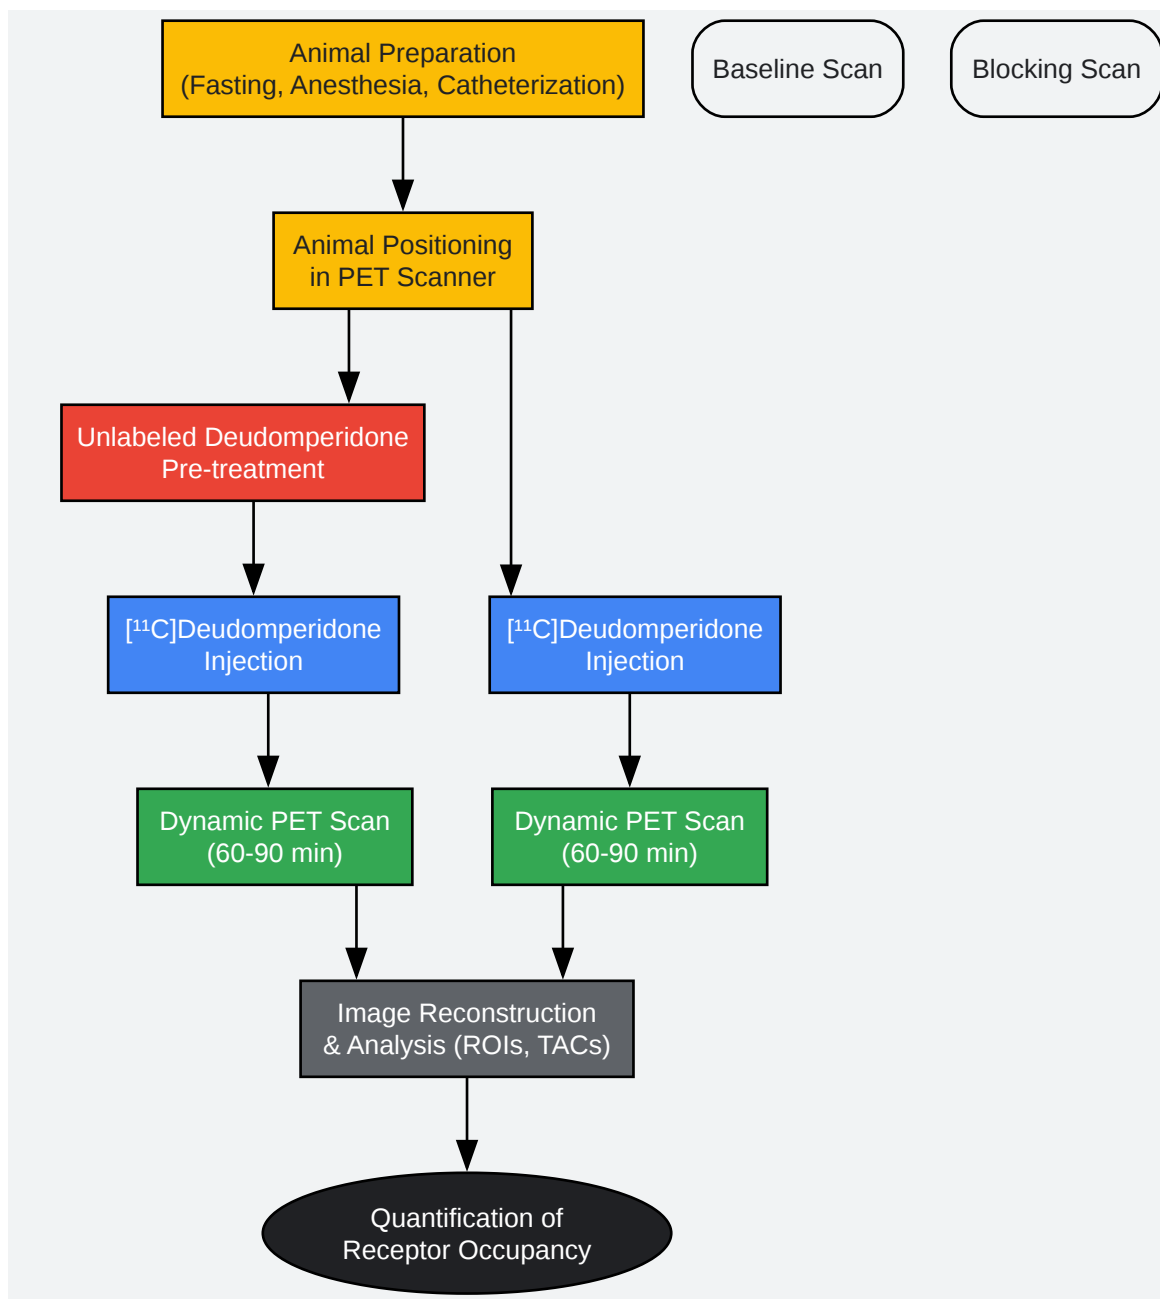 Animal Preparation
(Fasting, Anesthesia, Catheterization)
Baseline Scan
Blocking Scan
Animal Positioning
in PET Scanner
Unlabeled Deudomperidone
Pre-treatment
[¹¹C]Deudomperidone
Injection
[¹¹C]Deudomperidone
Injection
Dynamic PET Scan
(60-90 min)
Dynamic PET Scan
(60-90 min)
Image Reconstruction
& Analysis (ROIs, TACs)
Quantification of
Receptor Occupancy